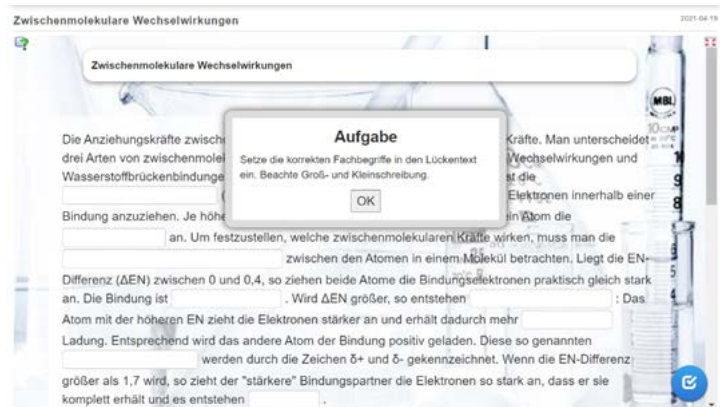 Zwischenmolekulare Wechselwirkungen
2021-04-19
Zwischenmolekulare Wechselwirkungen
MBL
Aufgabe
Setze die korrekten Fachbegriffe in den Lückentext
ein. Beachte Groß- und Kleinschreibung.
OK
Die Anziehungskräfte Kräfte. Man unterscheidet
drei Arten von Wechselwirkungen und
die
Elektronen innerhalb einer
Bindung anzuziehen. Je Atom die
an. Um festzustellen, welche zwischenmolekularen Kräfte wirken, muss man die
zwischen den Atomen in einem Molekül betrachten. Liegt die EN-
Differenz (ΔEN) zwischen 0 und 0,4, so ziehen beide Atome die Bindungselektronen praktisch gleich stark
an. Die Bindung ist . Wird ΔEN größer, so entstehen : Das
Atom mit der höheren EN zieht die Elektronen stärker an und erhält dadurch mehr
Ladung. Entsprechend wird das andere Atom der Bindung positiv geladen. Diese so genannten
werden durch die Zeichen δ+ und δ- gekennzeichnet. Wenn die EN-Differenz
größer als 1,7 wird, so zieht der "stärkere" Bindungspartner die Elektronen so stark an, dass er sie
komplett erhält und es entstehen .